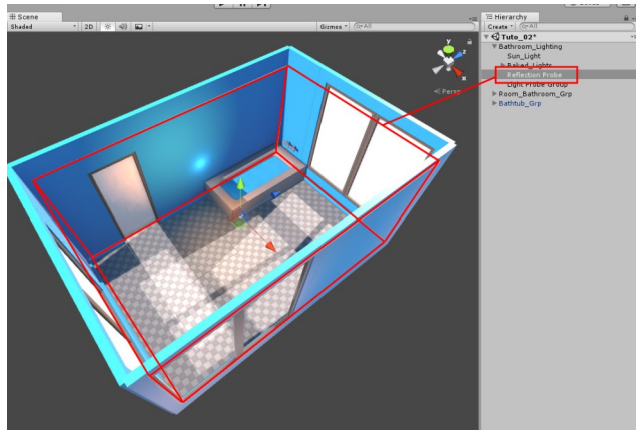 Scene
Shaded
2D
Gizmos
All
y
z
x
Persp
Hierarchy
Create
All
Tuto_02*
Bathroom_Lighting
Sun_Light
Baked_Lights
Reflection Probe
Light Probe Group
Room_Bathroom_Grp
Bathtub_Grp